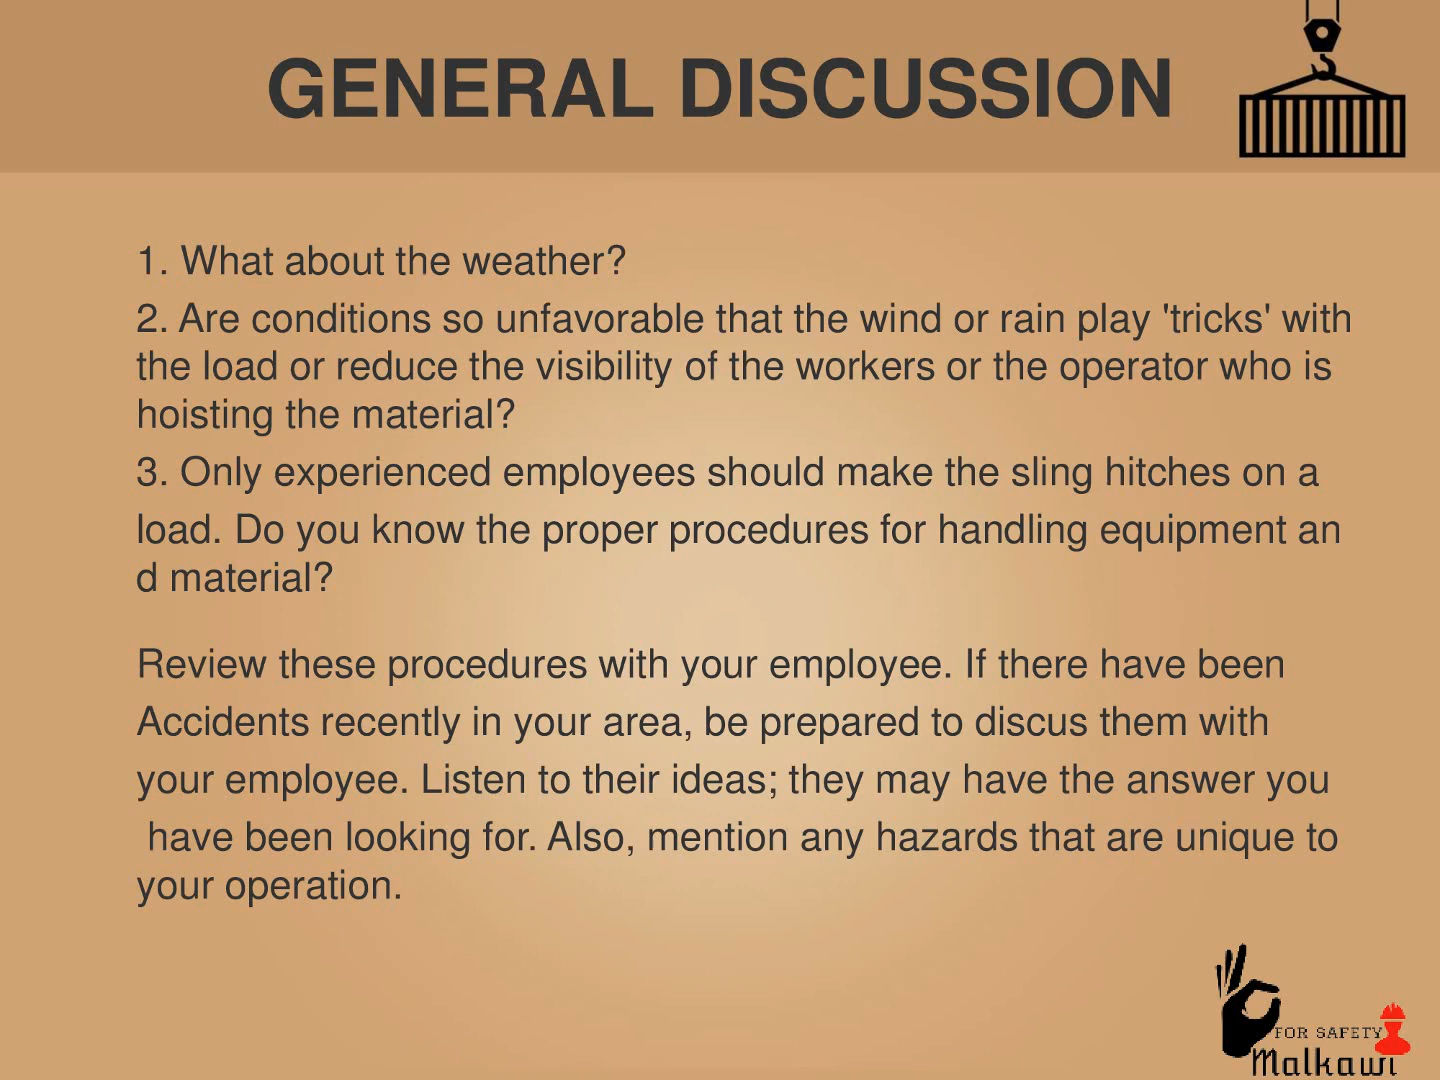 GENERAL DISCUSSION
1. What about the weather?
2. Are conditions so unfavorable that the wind or rain play 'tricks' with
the load or reduce the visibility of the workers or the operator who is
hoisting the material?
3. Only experienced employees should make the sling hitches on a
load. Do you know the proper procedures for handling equipment an
d material?
Review these procedures with your employee. If there have been
Accidents recently in your area, be prepared to discus them with
your employee. Listen to their ideas; they may have the answer you
have been looking for. Also, mention any hazards that are unique to
your operation.
FOR SAFETY
Malkawi